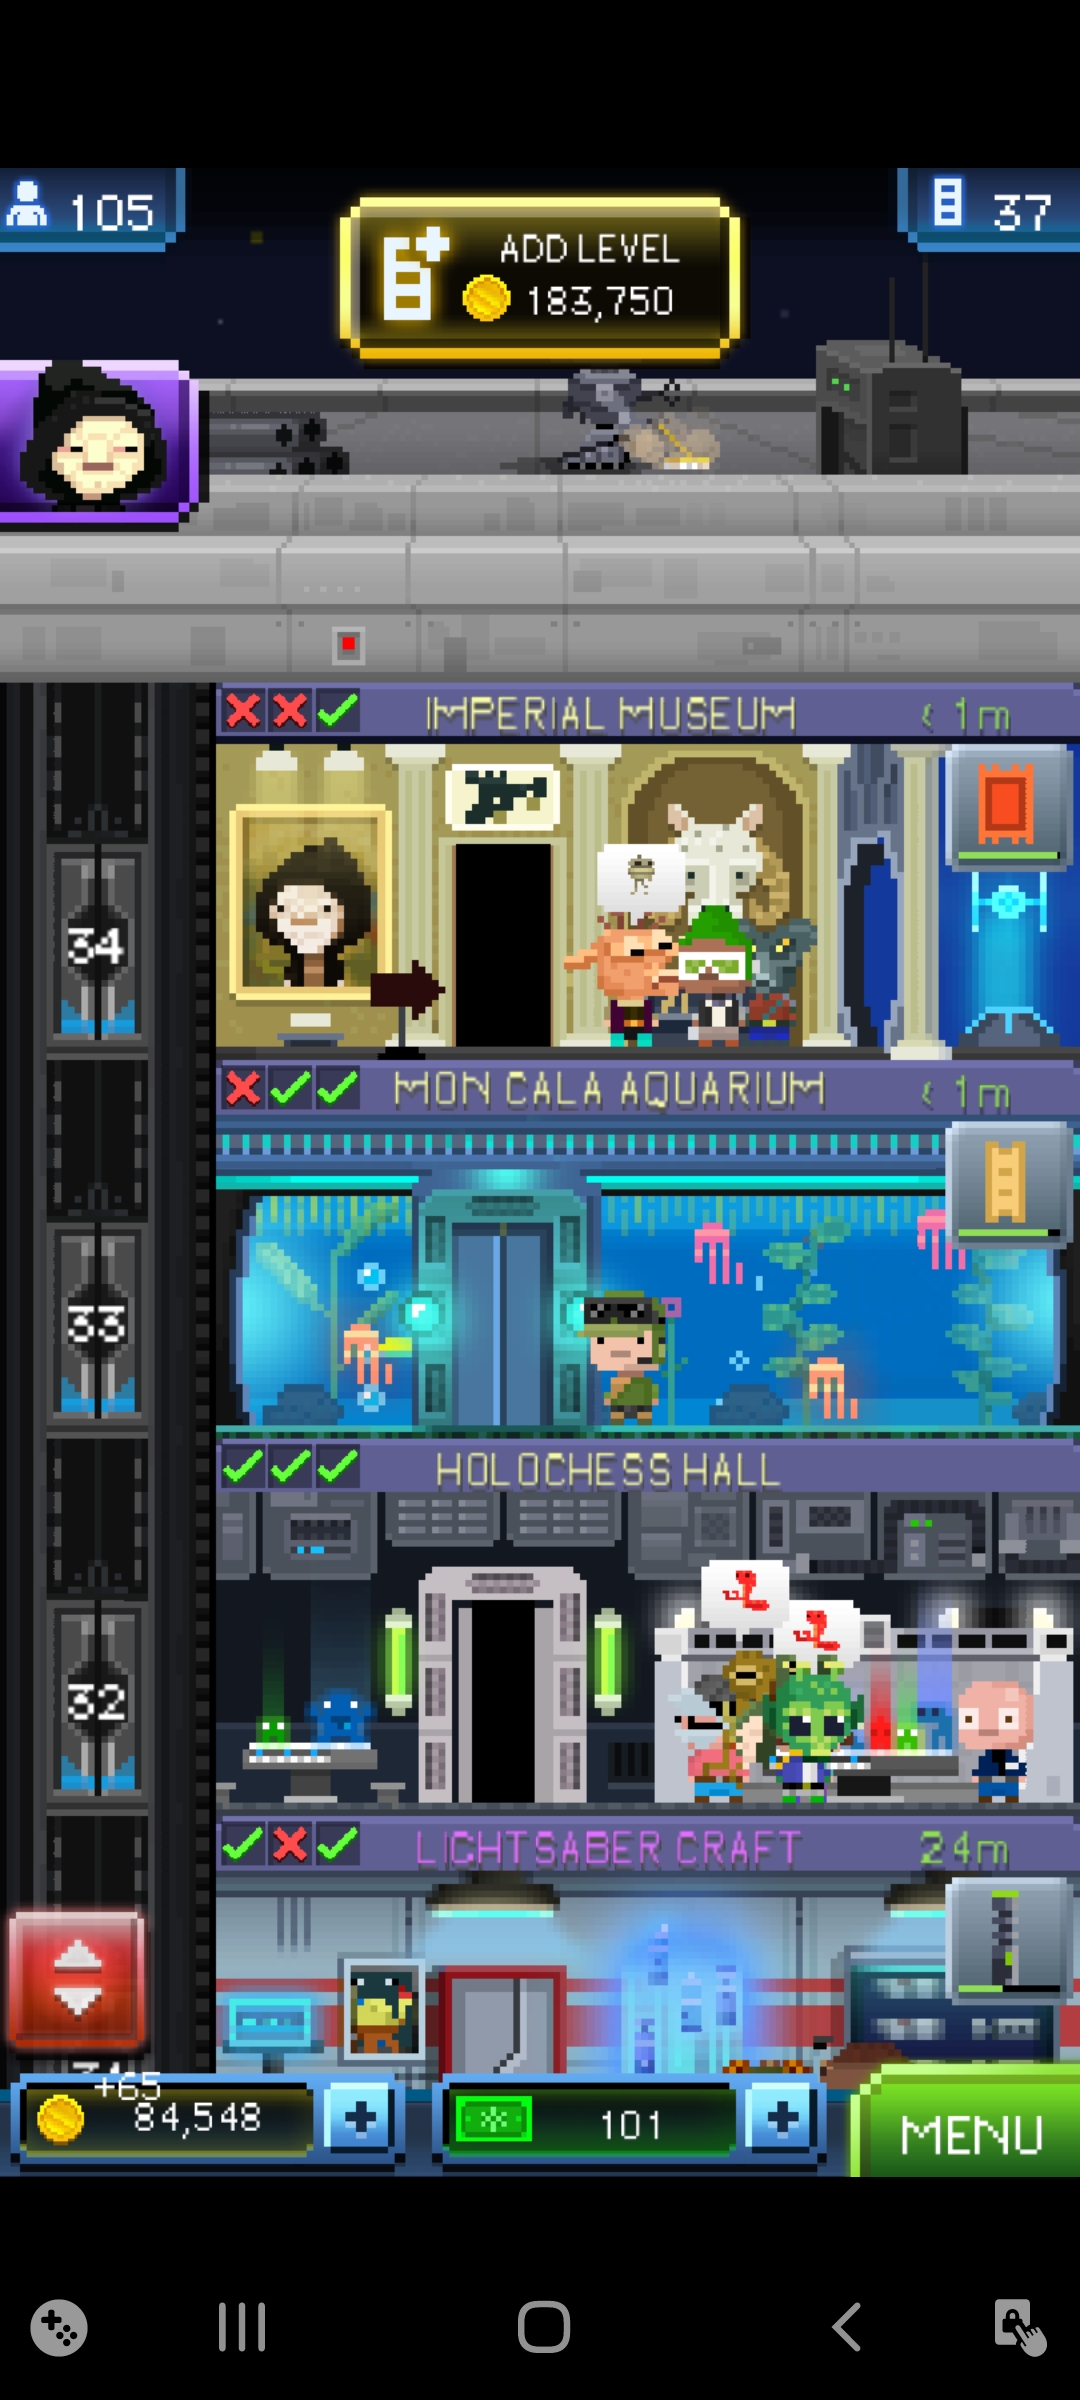 105
ADD LEVEL
183,750
37
IMPERIAL MUSEUM
< 1m
34
MON CALA AQUARIUM
< 1m
33
HOLOCHESS HALL
32
LIGHTSABER CRAFT
24m
+65
84,548
101
MENU